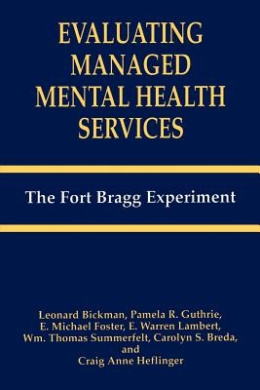 EVALUATING
MANAGED
MENTAL HEALTH
SERVICES
The Fort Bragg Experiment
Leonard Bickman, Pamela R. Guthrie,
E. Michael Foster, E. Warren Lambert,
Wm. Thomas Summerfelt, Carolyn S. Breda,
and
Craig Anne Heflinger